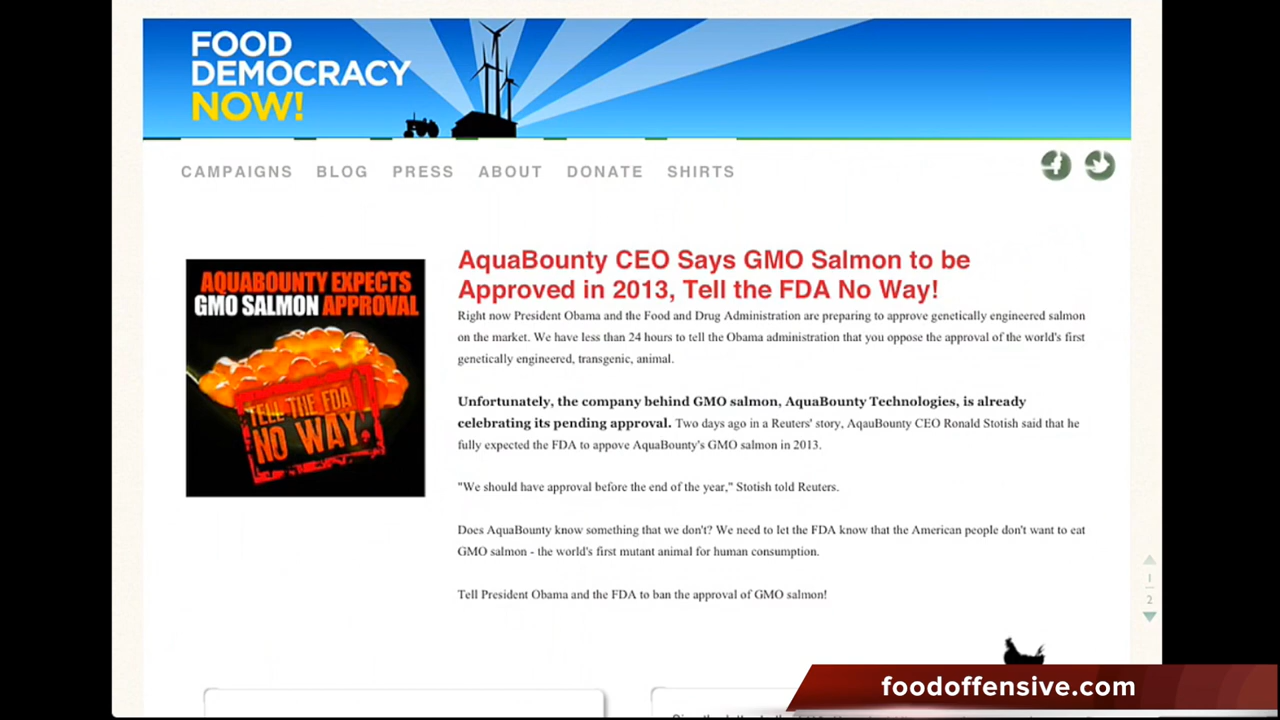 FOOD
DEMOCRACY
NOW!
CAMPAIGNS BLOG PRESS ABOUT DONATE SHIRTS
AQUABOUNTY EXPECTS
GMO SALMON APPROVAL
TELL THE FDA
NO WAY!
AquaBounty CEO Says GMO Salmon to be
Approved in 2013, Tell the FDA No Way!
Right now President Obama and the Food and Drug Administration are preparing to approve genetically engineered salmon
on the market. We have less than 24 hours to tell the Obama administration that you oppose the approval of the world's first
genetically engineered, transgenic, animal.
Unfortunately, the company behind GMO salmon, AquaBounty Technologies, is already
celebrating its pending approval. Two days ago in a Reuters' story, AqauBounty CEO Ronald Stotish said that he
fully expected the FDA to appove AquaBounty's GMO salmon in 2013.
"We should have approval before the end of the year," Stotish told Reuters.
Does AquaBounty know something that we don't? We need to let the FDA know that the American people don't want to eat
GMO salmon - the world's first mutant animal for human consumption.
Tell President Obama and the FDA to ban the approval of GMO salmon!
1
2
foodoffensive.com